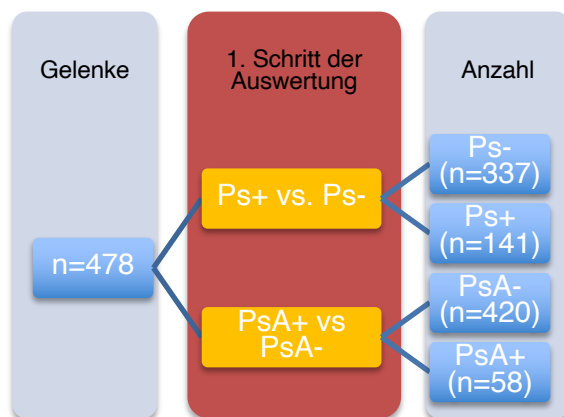 Gelenke
1. Schritt der
Auswertung
Anzahl
n=478
Ps+ vs. Ps-
PsA+ vs
PsA-
Ps-
(n=337)
Ps+
(n=141)
PsA-
(n=420)
PsA+
(n=58)